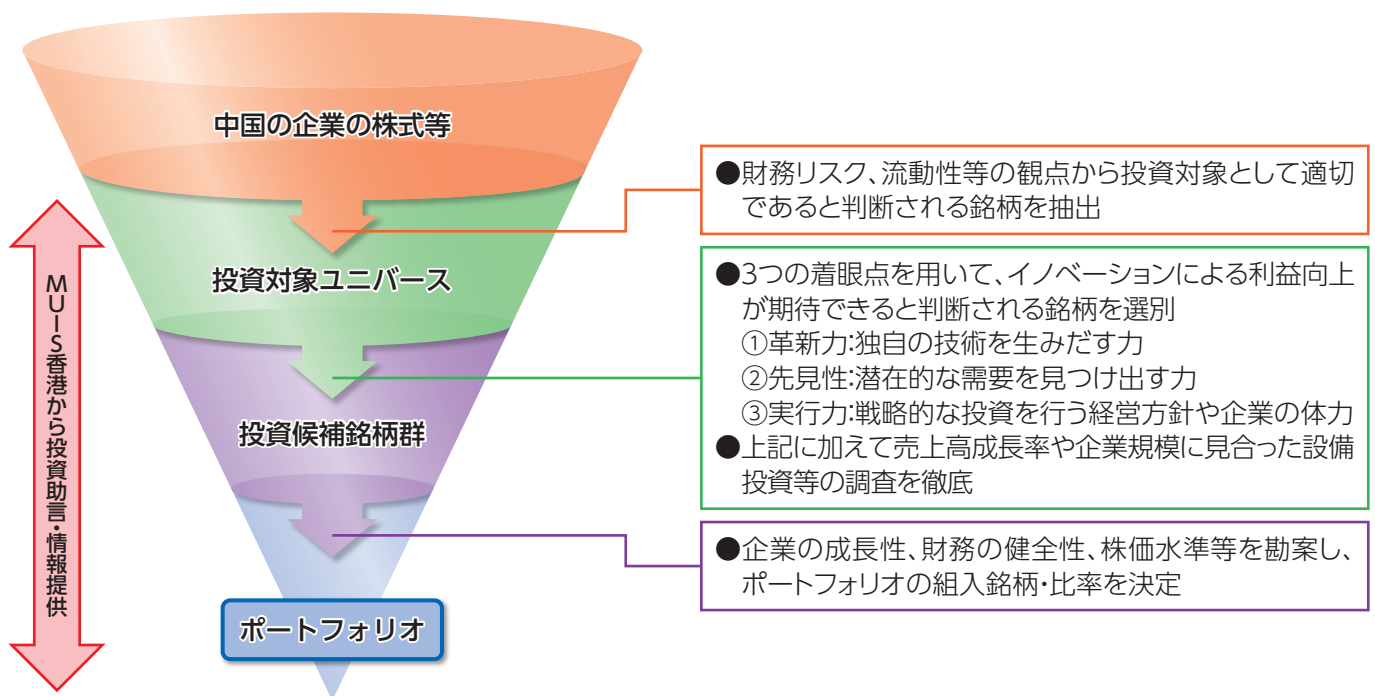 中国の企業の株式等
投資対象ユニバース
投資候補銘柄群
ポートフォリオ
MUIS香港から投資助言・情報提供
●財務リスク、流動性等の観点から投資対象として適切
であると判断される銘柄を抽出
●3つの着眼点を用いて、イノベーションによる利益向上
が期待できると判断される銘柄を選別
①革新力:独自の技術を生みだす力
②先見性:潜在的な需要を見つけ出す力
③実行力:戦略的な投資を行う経営方針や企業の体力
●上記に加えて売上高成長率や企業規模に見合った設備
投資等の調査を徹底
●企業の成長性、財務の健全性、株価水準等を勘案し、
ポートフォリオの組入銘柄・比率を決定